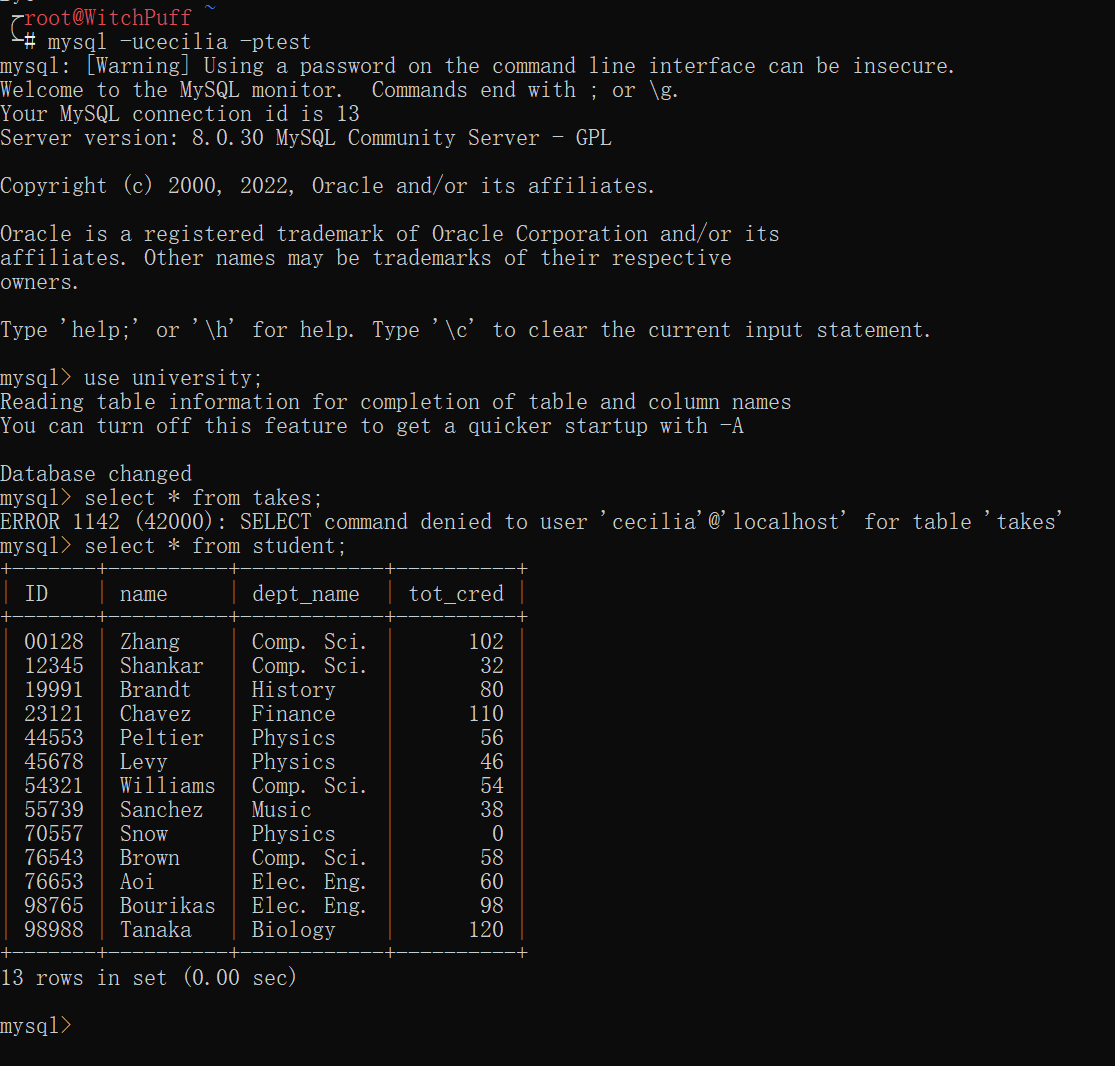 root@WitchPuff ~
# mysql -ucecilia -ptest
mysql: [Warning] Using a password on the command line interface can be insecure.
Welcome to the MySQL monitor.  Commands end with ; or \g.
Your MySQL connection id is 13
Server version: 8.0.30 MySQL Community Server - GPL

Copyright (c) 2000, 2022, Oracle and/or its affiliates.

Oracle is a registered trademark of Oracle Corporation and/or its
affiliates. Other names may be trademarks of their respective
owners.

Type 'help;' or '\h' for help. Type '\c' to clear the current input statement.

mysql> use university;
Reading table information for completion of table and column names
You can turn off this feature to get a quicker startup with -A

Database changed
mysql> select * from takes;
ERROR 1142 (42000): SELECT command denied to user 'cecilia'@'localhost' for table 'takes'
mysql> select * from student;
+-------+----------+------------+----------+
| ID    | name     | dept_name  | tot_cred |
+-------+----------+------------+----------+
| 00128 | Zhang    | Comp. Sci. |      102 |
| 12345 | Shankar  | Comp. Sci. |       32 |
| 19991 | Brandt   | History    |       80 |
| 23121 | Chavez   | Finance    |      110 |
| 44553 | Peltier  | Physics    |       56 |
| 45678 | Levy     | Physics    |       46 |
| 54321 | Williams | Comp. Sci. |       54 |
| 55739 | Sanchez  | Music      |       38 |
| 70557 | Snow     | Physics    |        0 |
| 76543 | Brown    | Comp. Sci. |       58 |
| 76653 | Aoi      | Elec. Eng. |       60 |
| 98765 | Bourikas | Elec. Eng. |       98 |
| 98988 | Tanaka   | Biology    |      120 |
+-------+----------+------------+----------+
13 rows in set (0.00 sec)

mysql>